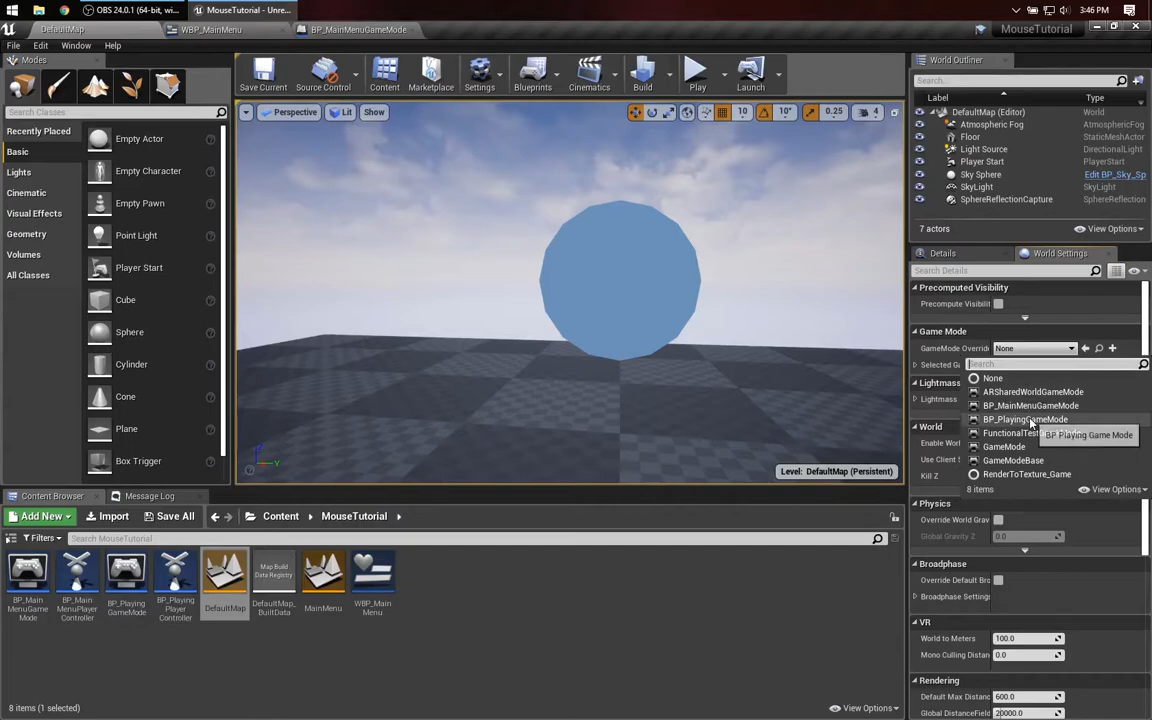 OBS 24.0.1 (64-bit, wi...
MouseTutorial - Unre...
3:46 PM
DefaultMap
WBP_MainMenu
BP_MainMenuGameMode
MouseTutorial
File Edit Window Help
Modes
Search Classes
Recently Placed
Basic
Lights
Cinematic
Visual Effects
Geometry
Volumes
All Classes
Empty Actor
Empty Character
Empty Pawn
Point Light
Player Start
Cube
Sphere
Cylinder
Cone
Plane
Box Trigger
Save Current
Source Control
Content
Marketplace
Settings
Blueprints
Cinematics
Build
Play
Launch
Perspective
Lit
Show
10
10°
0.25
4
Level: DefaultMap (Persistent)
World Outliner
Search...
Label Type
DefaultMap (Editor) World
Atmospheric Fog AtmosphericFog
Floor StaticMeshActor
Light Source DirectionalLight
Player Start PlayerStart
Sky Sphere Edit BP_Sky_Sp
SkyLight SkyLight
SphereReflectionCapture SphereReflection
7 actors
View Options
Details
World Settings
Search Details
Precomputed Visibility
Precompute Visibilit
Game Mode
GameMode Overrid
None
Selected Ga
Search
None
ARSharedWorldGameMode
BP_MainMenuGameMode
BP_PlayingGameMode
BP Playing Game Mode
FunctionalTest
GameMode
GameModeBase
RenderToTexture_Game
8 items
View Options
Lightmass
Lightmass
World
Enable Worl
Use Client S
Kill Z
Physics
Override World Grav
Global Gravity Z
0.0
Broadphase
Override Default Bro
Broadphase Settings
VR
World to Meters
100.0
Mono Culling Distan
0.0
Rendering
Default Max Distanc
600.0
Global DistanceField
20000.0
Content Browser
Message Log
Add New
Import
Save All
Content
MouseTutorial
Filters
Search MouseTutorial
BP_Main
MenuGame
Mode
BP_Main
MenuPlayer
Controller
BP_Playing
GameMode
BP_Playing
Player
Controller
DefaultMap
Map Build
Data Registry
DefaultMap_
BuiltData
MainMenu
WBP_Main
Menu
8 items (1 selected)
View Options